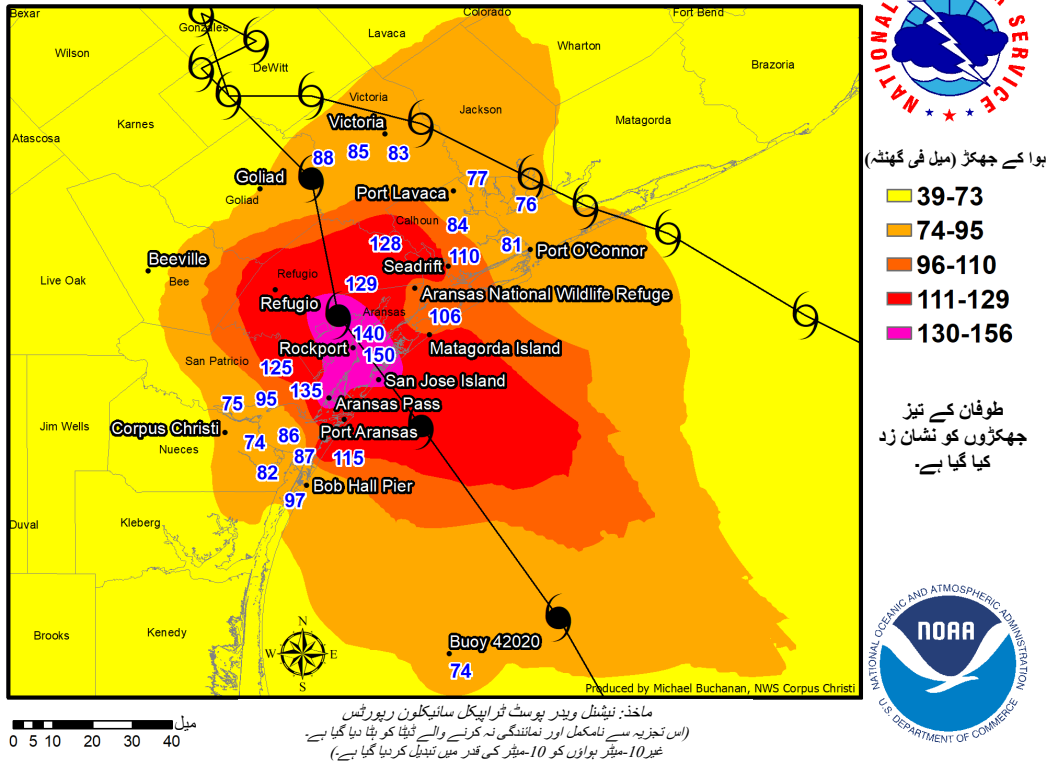 Bexar
Gonzales
Colorado
Fort Bend
Wilson
Lavaca
Wharton
DeWitt
Brazoria
Victoria
Jackson
Karnes
Matagorda
Atascosa
Victoria
88 85 83
Goliad
Goliad
77
Port Lavaca
76
Calhoun
84
128
81 Port O'Connor
Beeville
110
Seadrift
Live Oak
Bee
Refugio
129
Aransas National Wildlife Refuge
Refugio
Aransas
106
140
Rockport
150
Matagorda Island
San Patricio
125
San Jose Island
135
75 95
Aransas Pass
Jim Wells
Corpus Christi
74 86
Port Aransas
Nueces
87 115
82
Bob Hall Pier
97
Duval
Kleberg
Brooks
Kenedy
N
W E
S
Buoy 42020
74
Produced by Michael Buchanan, NWS Corpus Christi
NATIONAL
SERVICE
ہوا کے جھکڑ (میل فی گھنٹہ)
39-73
74-95
96-110
111-129
130-156
طوفان کے تیز
جھکڑوں کو نشان زد
کیا گیا ہے۔
NATIONAL OCEANIC AND ATMOSPHERIC ADMINISTRATION
NOAA
U.S. DEPARTMENT OF COMMERCE
میل
0 5 10 20 30 40
ماخذ: نیشنل ویدر پوسٹ ٹراپیکل سائیکلون رپورٹس
(اس تجزیہ سے نامکمل اور نمائندگی نہ کرنے والے ڈیٹا کو ہٹا دیا گیا ہے۔
غیر10-میٹر ہواؤں کو 10-میٹر کی قدر میں تبدیل کردیا گیا ہے۔)